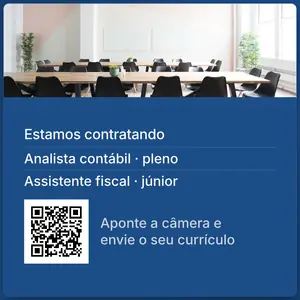 Estamos contratando
Analista contábil · pleno
Assistente fiscal · júnior
Aponte a câmera e
envie o seu currículo